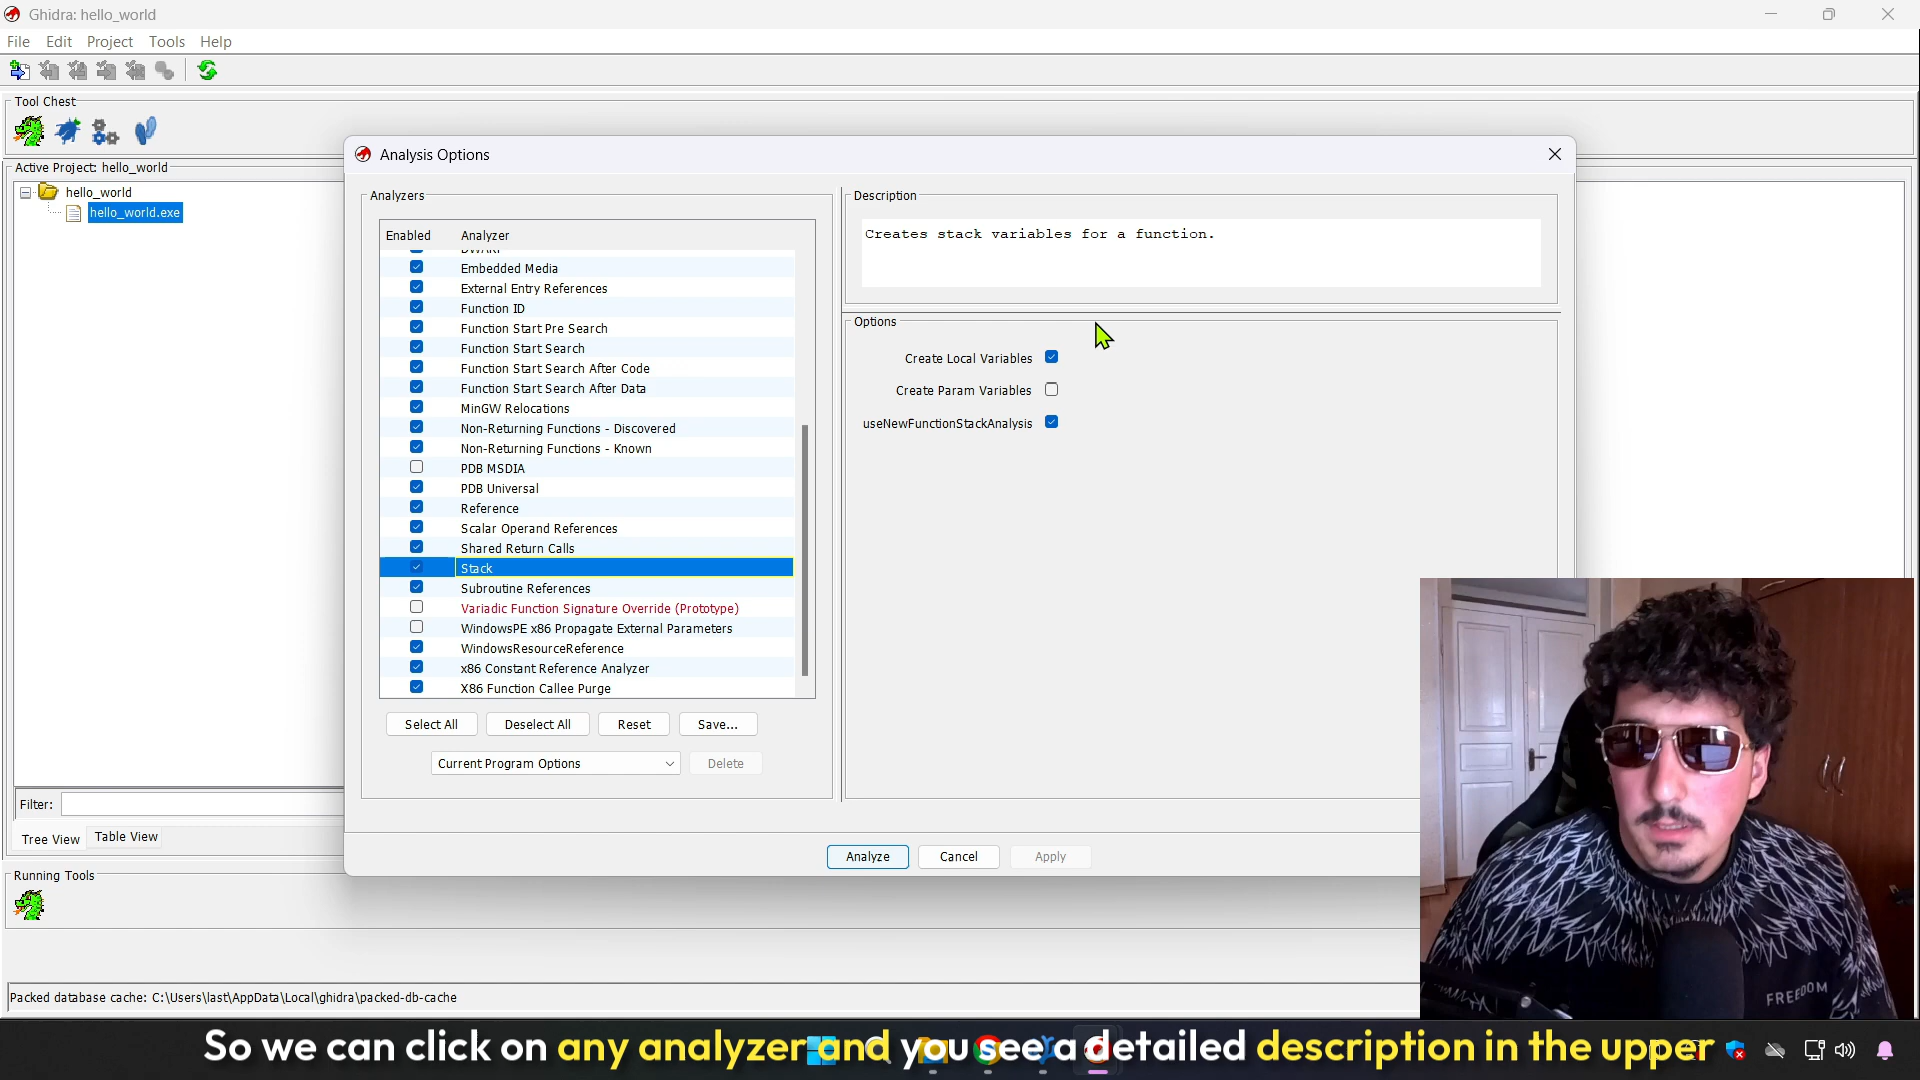 Ghidra: hello_world
File Edit Project Tools Help
Tool Chest
Active Project: hello_world
hello_world
hello_world.exe
Filter:
Tree View Table View
Running Tools
Packed database cache: C:\Users\last\AppData\Local\ghidra\packed-db-cache
Analysis Options
Analyzers
Enabled Analyzer
DWARF
Embedded Media
External Entry References
Function ID
Function Start Pre Search
Function Start Search
Function Start Search After Code
Function Start Search After Data
MinGW Relocations
Non-Returning Functions - Discovered
Non-Returning Functions - Known
PDB MSDIA
PDB Universal
Reference
Scalar Operand References
Shared Return Calls
Stack
Subroutine References
Variadic Function Signature Override (Prototype)
WindowsPE x86 Propagate External Parameters
WindowsResourceReference
x86 Constant Reference Analyzer
X86 Function Callee Purge
Select All Deselect All Reset Save...
Current Program Options Delete
Description
Creates stack variables for a function.
Options
Create Local Variables
Create Param Variables
useNewFunctionStackAnalysis
Analyze Cancel Apply
FREEDOM
So we can click on any analyzer and you see a detailed description in the upper